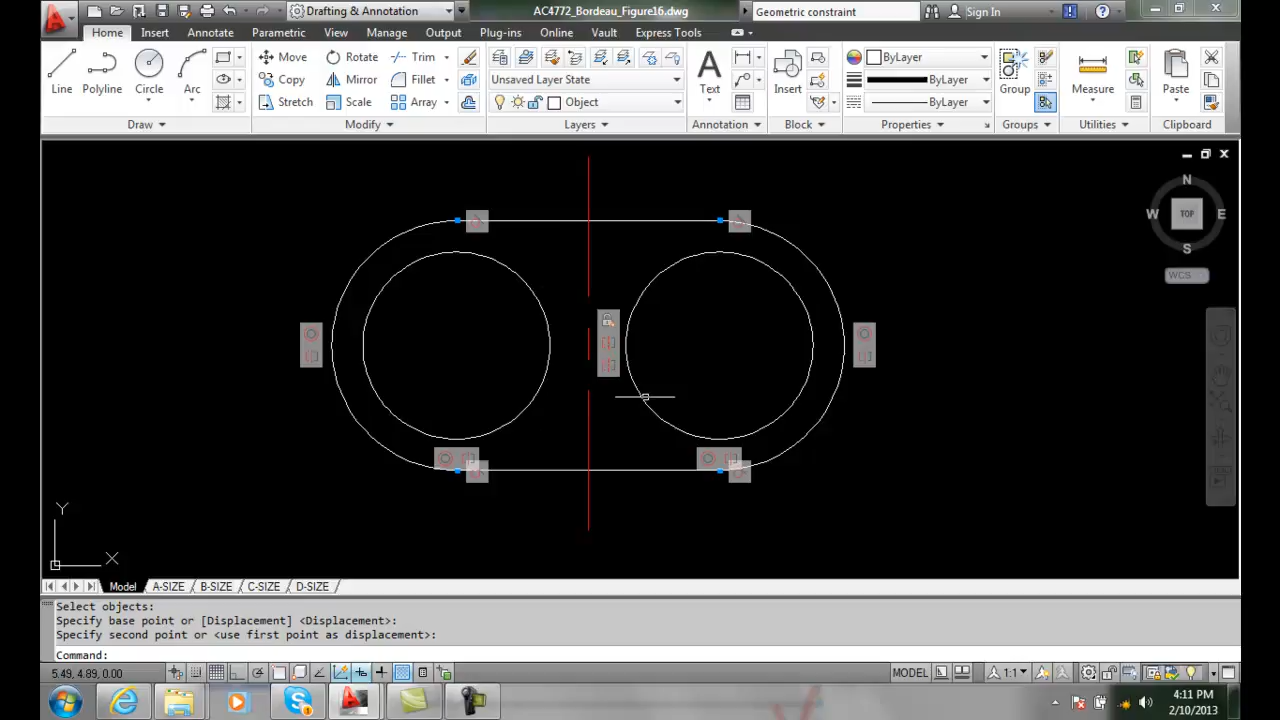 Drafting & Annotation
AC4772_Bordeau_Figure16.dwg
Geometric constraint
Sign In
Home Insert Annotate Parametric View Manage Output Plug-ins Online Vault Express Tools
Line Polyline Circle Arc
Move Rotate Trim
Copy Mirror Fillet
Stretch Scale Array
Unsaved Layer State
Object
Text
Insert
ByLayer
ByLayer
ByLayer
Group
Measure
Paste
Draw Modify Layers Annotation Block Properties Groups Utilities Clipboard
N
W TOP E
S
WCS
Y
X
Model A-SIZE B-SIZE C-SIZE D-SIZE
Select objects:
Specify base point or [Displacement] <Displacement>:
Specify second point or <use first point as displacement>:
Command:
5.49, 4.89, 0.00
MODEL
1:1
4:11 PM
2/10/2013